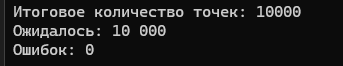 Итоговое количество точек: 10000
Ожидалось: 10 000
Ошибок: 0